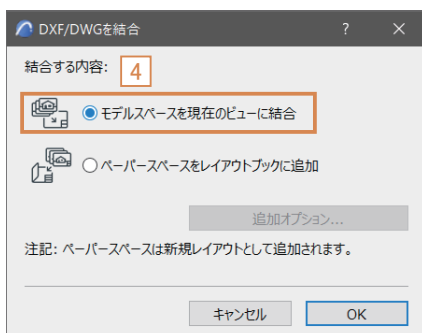 DXF/DWGを結合
?
×
結合する内容:
4
モデルスペースを現在のビューに結合
ペーパースペースをレイアウトブックに追加
追加オプション...
注記: ペーパースペースは新規レイアウトとして追加されます。
キャンセル
OK